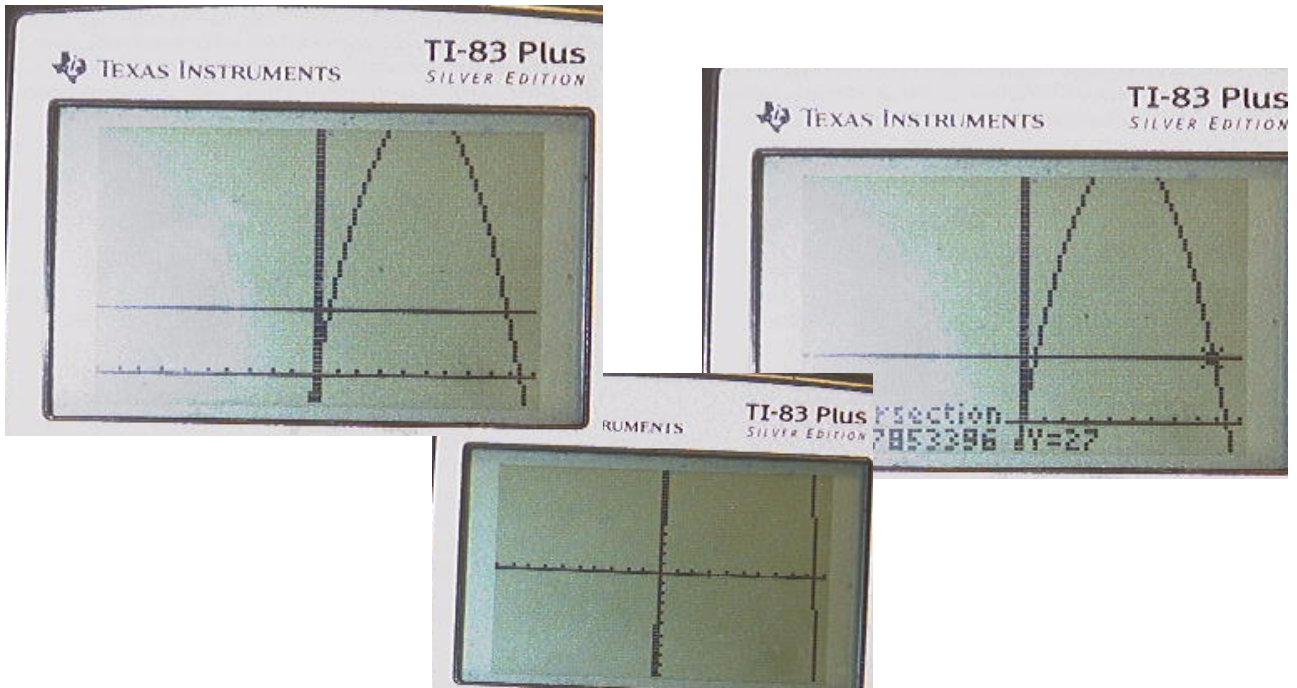 TEXAS INSTRUMENTS
TI-83 Plus
SILVER EDITION
TEXAS INSTRUMENTS
TI-83 Plus
SILVER EDITION
rsection
7853396 Y=27
RUMENTS
TI-83 Plus
SILVER EDITION